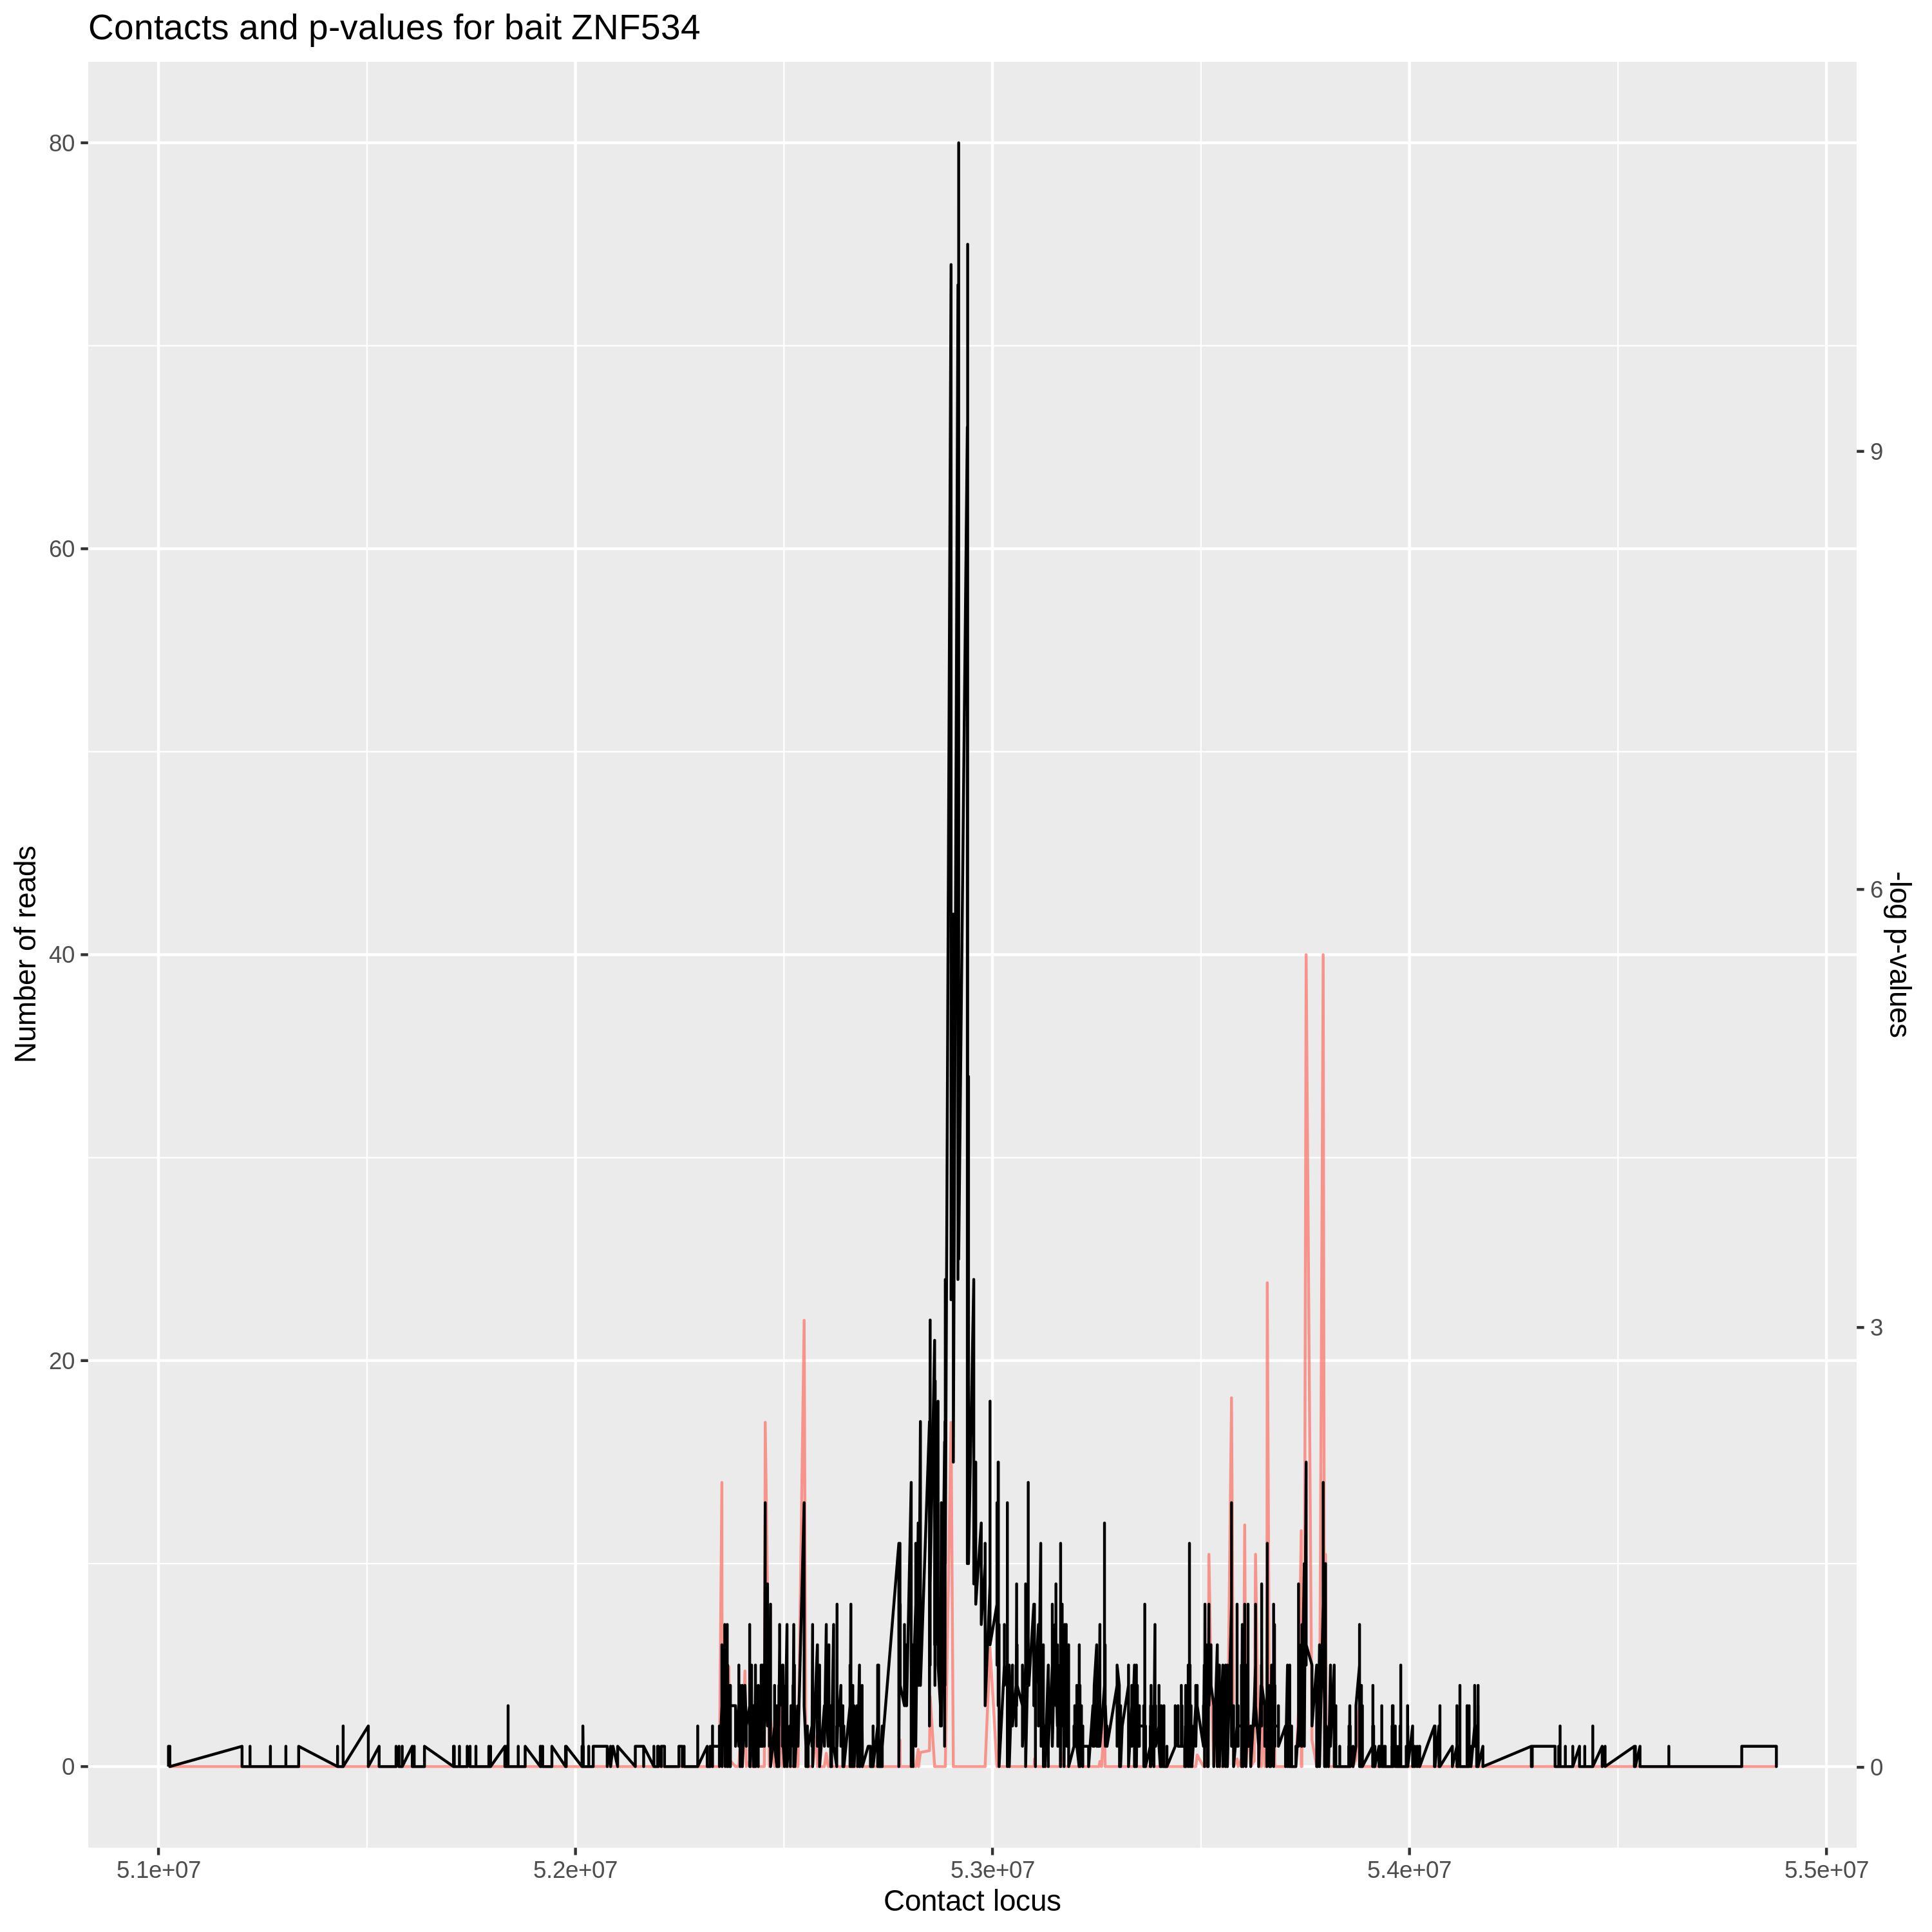 Contacts and p-values for bait ZNF534
80
60
40
20
0
9
6
3
0
Number of reads
-log p-values
5.1e+07 5.2e+07 5.3e+07 5.4e+07 5.5e+07
Contact locus